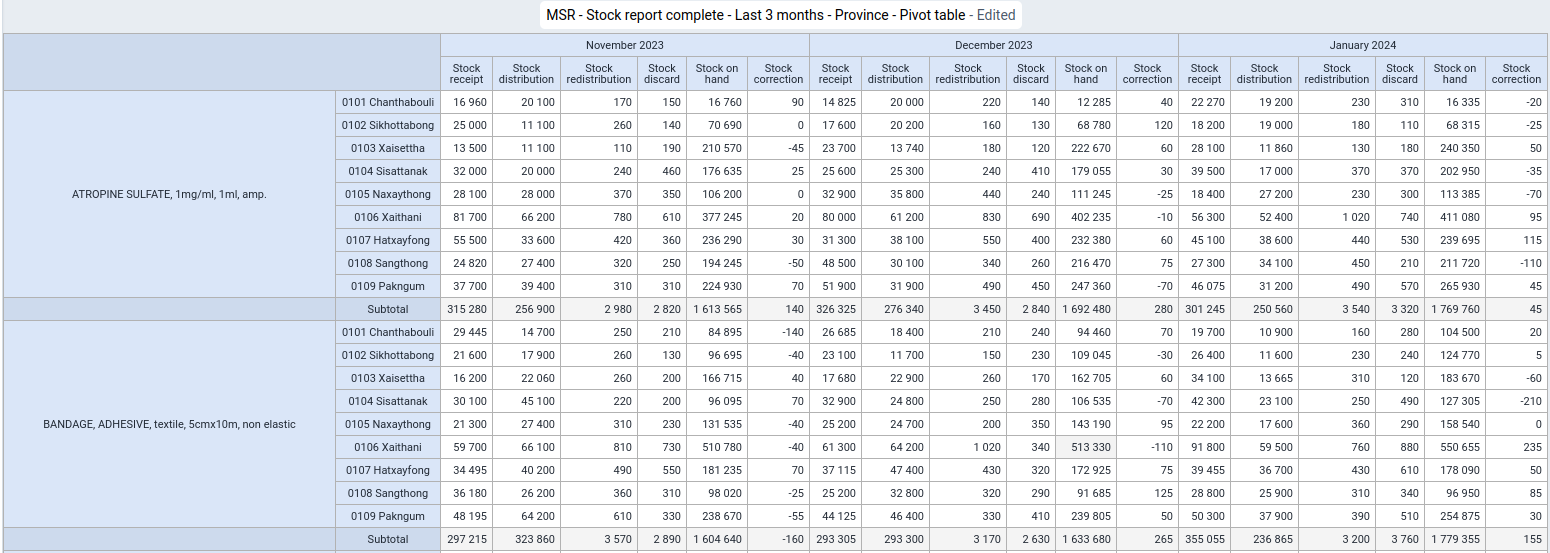 MSR - Stock report complete - Last 3 months - Province - Pivot table - Edited
November 2023 December 2023 January 2024
Stock receipt Stock distribution Stock redistribution Stock discard Stock on hand Stock correction Stock receipt Stock distribution Stock redistribution Stock discard Stock on hand Stock correction Stock receipt Stock distribution Stock redistribution Stock discard Stock on hand Stock correction
0101 Chanthabouli 16 960 20 100 170 150 16 760 90 14 825 20 000 220 140 12 285 40 22 270 19 200 230 310 16 335 -20
0102 Sikhottabong 25 000 11 100 260 140 70 690 0 17 600 20 200 160 130 68 780 120 18 200 19 000 180 110 68 315 -25
0103 Xaisettha 13 500 11 100 110 190 210 570 -45 23 700 13 740 180 120 222 670 60 28 100 11 860 130 180 240 350 50
0104 Sisattanak 32 000 20 000 240 460 176 635 25 25 600 25 300 240 410 179 055 30 39 500 17 000 370 370 202 950 -35
ATROPINE SULFATE, 1mg/ml, 1ml, amp. 0105 Naxaythong 28 100 28 000 370 350 106 200 0 32 900 35 800 440 240 111 245 -25 18 400 27 200 230 300 113 385 -70
0106 Xaithani 81 700 66 200 780 610 377 245 20 80 000 61 200 830 690 402 235 -10 56 300 52 400 1 020 740 411 080 95
0107 Hatxayfong 55 500 33 600 420 360 236 290 30 31 300 38 100 550 400 232 380 60 45 100 38 600 440 530 239 695 115
0108 Sangthong 24 820 27 400 320 250 194 245 -50 48 500 30 100 340 260 216 470 75 27 300 34 100 450 210 211 720 -110
0109 Pakngum 37 700 39 400 310 310 224 930 70 51 900 31 900 490 450 247 360 -70 46 075 31 200 490 570 265 930 45
Subtotal 315 280 256 900 2 980 2 820 1 613 565 140 326 325 276 340 3 450 2 840 1 692 480 280 301 245 250 560 3 540 3 320 1 769 760 45
0101 Chanthabouli 29 445 14 700 250 210 84 895 -140 26 685 18 400 210 240 94 460 70 19 700 10 900 160 280 104 500 20
0102 Sikhottabong 21 600 17 900 260 130 96 695 -40 23 100 11 700 150 230 109 045 -30 26 400 11 600 230 240 124 770 5
0103 Xaisettha 16 200 22 060 260 200 166 715 40 17 680 22 900 260 170 162 705 60 34 100 13 665 310 120 183 670 -60
0104 Sisattanak 30 100 45 100 220 200 96 095 70 32 900 24 800 250 280 106 535 -70 42 300 23 100 250 490 127 305 -210
BANDAGE, ADHESIVE, textile, 5cmx10m, non elastic 0105 Naxaythong 21 300 27 400 310 230 131 535 -40 25 200 24 700 200 350 143 190 95 22 200 17 600 360 290 158 540 0
0106 Xaithani 59 700 66 100 810 730 510 780 -40 61 300 64 200 1 020 340 513 330 -110 91 800 59 500 760 880 550 655 235
0107 Hatxayfong 34 495 40 200 490 550 181 235 70 37 115 47 400 430 320 172 925 75 39 455 36 700 430 610 178 090 50
0108 Sangthong 36 180 26 200 360 310 98 020 -25 25 200 32 800 320 290 91 685 125 28 800 25 900 310 340 96 950 85
0109 Pakngum 48 195 64 200 610 330 238 670 -55 44 125 46 400 330 410 239 805 50 50 300 37 900 390 510 254 875 30
Subtotal 297 215 323 860 3 570 2 890 1 604 640 -160 293 305 293 300 3 170 2 630 1 633 680 265 355 055 236 865 3 200 3 760 1 779 355 155